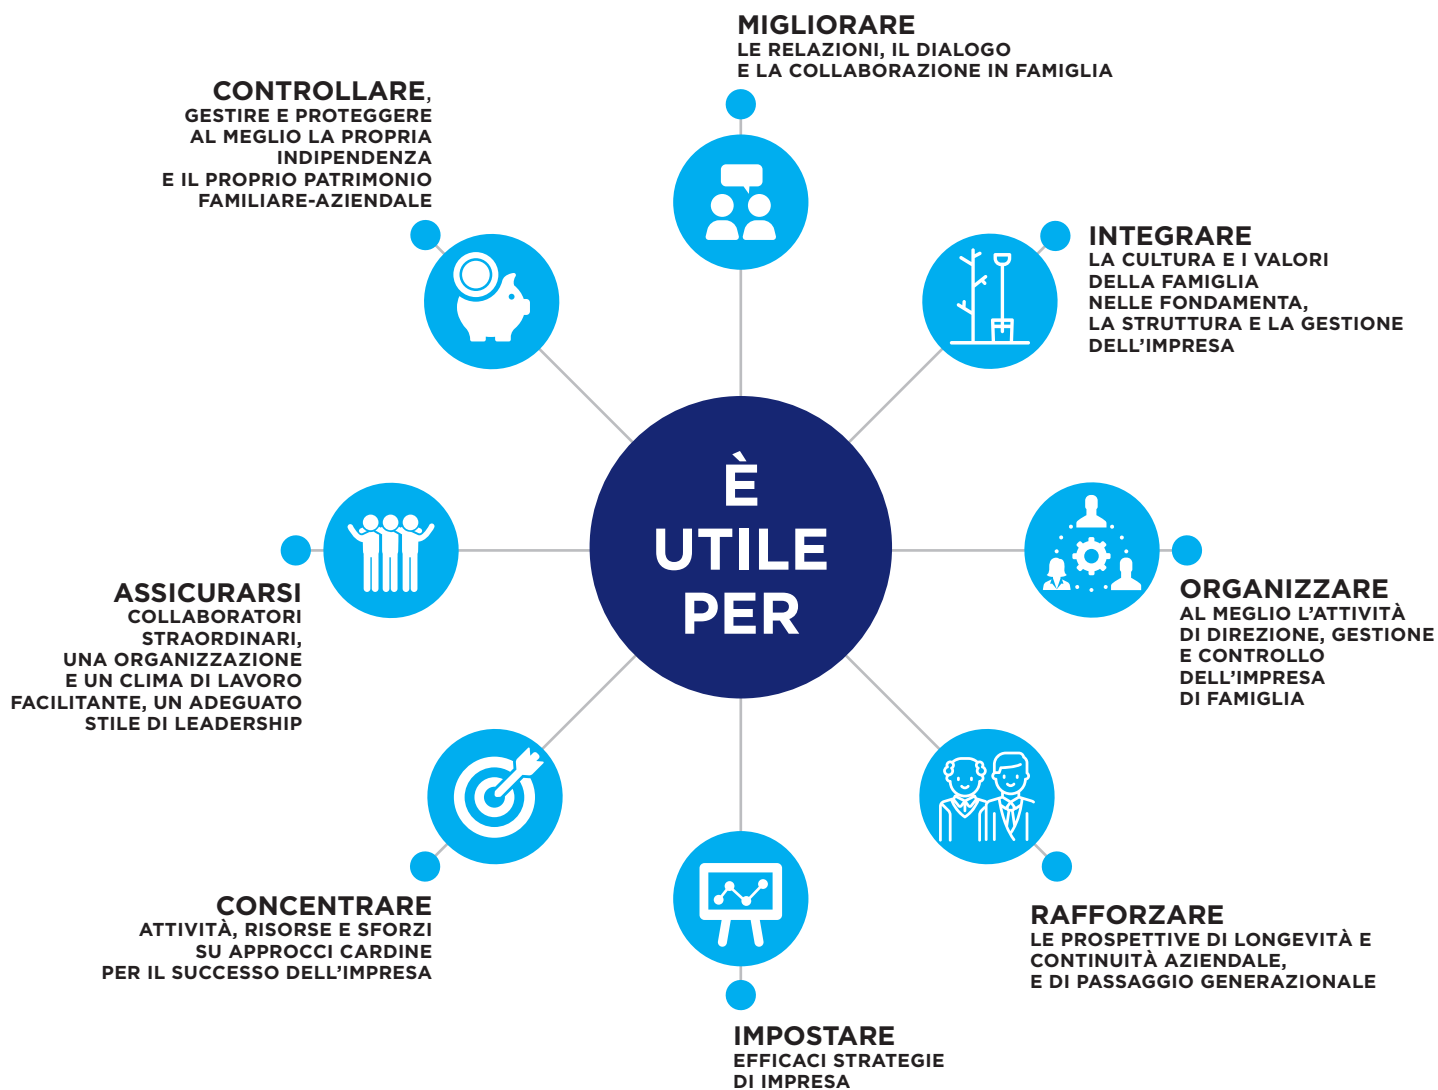 MIGLIORARE
LE RELAZIONI, IL DIALOGO
E LA COLLABORAZIONE IN FAMIGLIA
CONTROLLARE,
GESTIRE E PROTEGGERE
AL MEGLIO LA PROPRIA
INDIPENDENZA
E IL PROPRIO PATRIMONIO
FAMILIARE-AZIENDALE
INTEGRARE
LA CULTURA E I VALORI
DELLA FAMIGLIA
NELLE FONDAMENTA,
LA STRUTTURA E LA GESTIONE
DELL’IMPRESA
È
UTILE
PER
ASSICURARSI
COLLABORATORI
STRAORDINARI,
UNA ORGANIZZAZIONE
E UN CLIMA DI LAVORO
FACILITANTE, UN ADEGUATO
STILE DI LEADERSHIP
ORGANIZZARE
AL MEGLIO L’ATTIVITÀ
DI DIREZIONE, GESTIONE
E CONTROLLO
DELL’IMPRESA
DI FAMIGLIA
CONCENTRARE
ATTIVITÀ, RISORSE E SFORZI
SU APPROCCI CARDINE
PER IL SUCCESSO DELL’IMPRESA
RAFFORZARE
LE PROSPETTIVE DI LONGEVITÀ E
CONTINUITÀ AZIENDALE,
E DI PASSAGGIO GENERAZIONALE
IMPOSTARE
EFFICACI STRATEGIE
DI IMPRESA